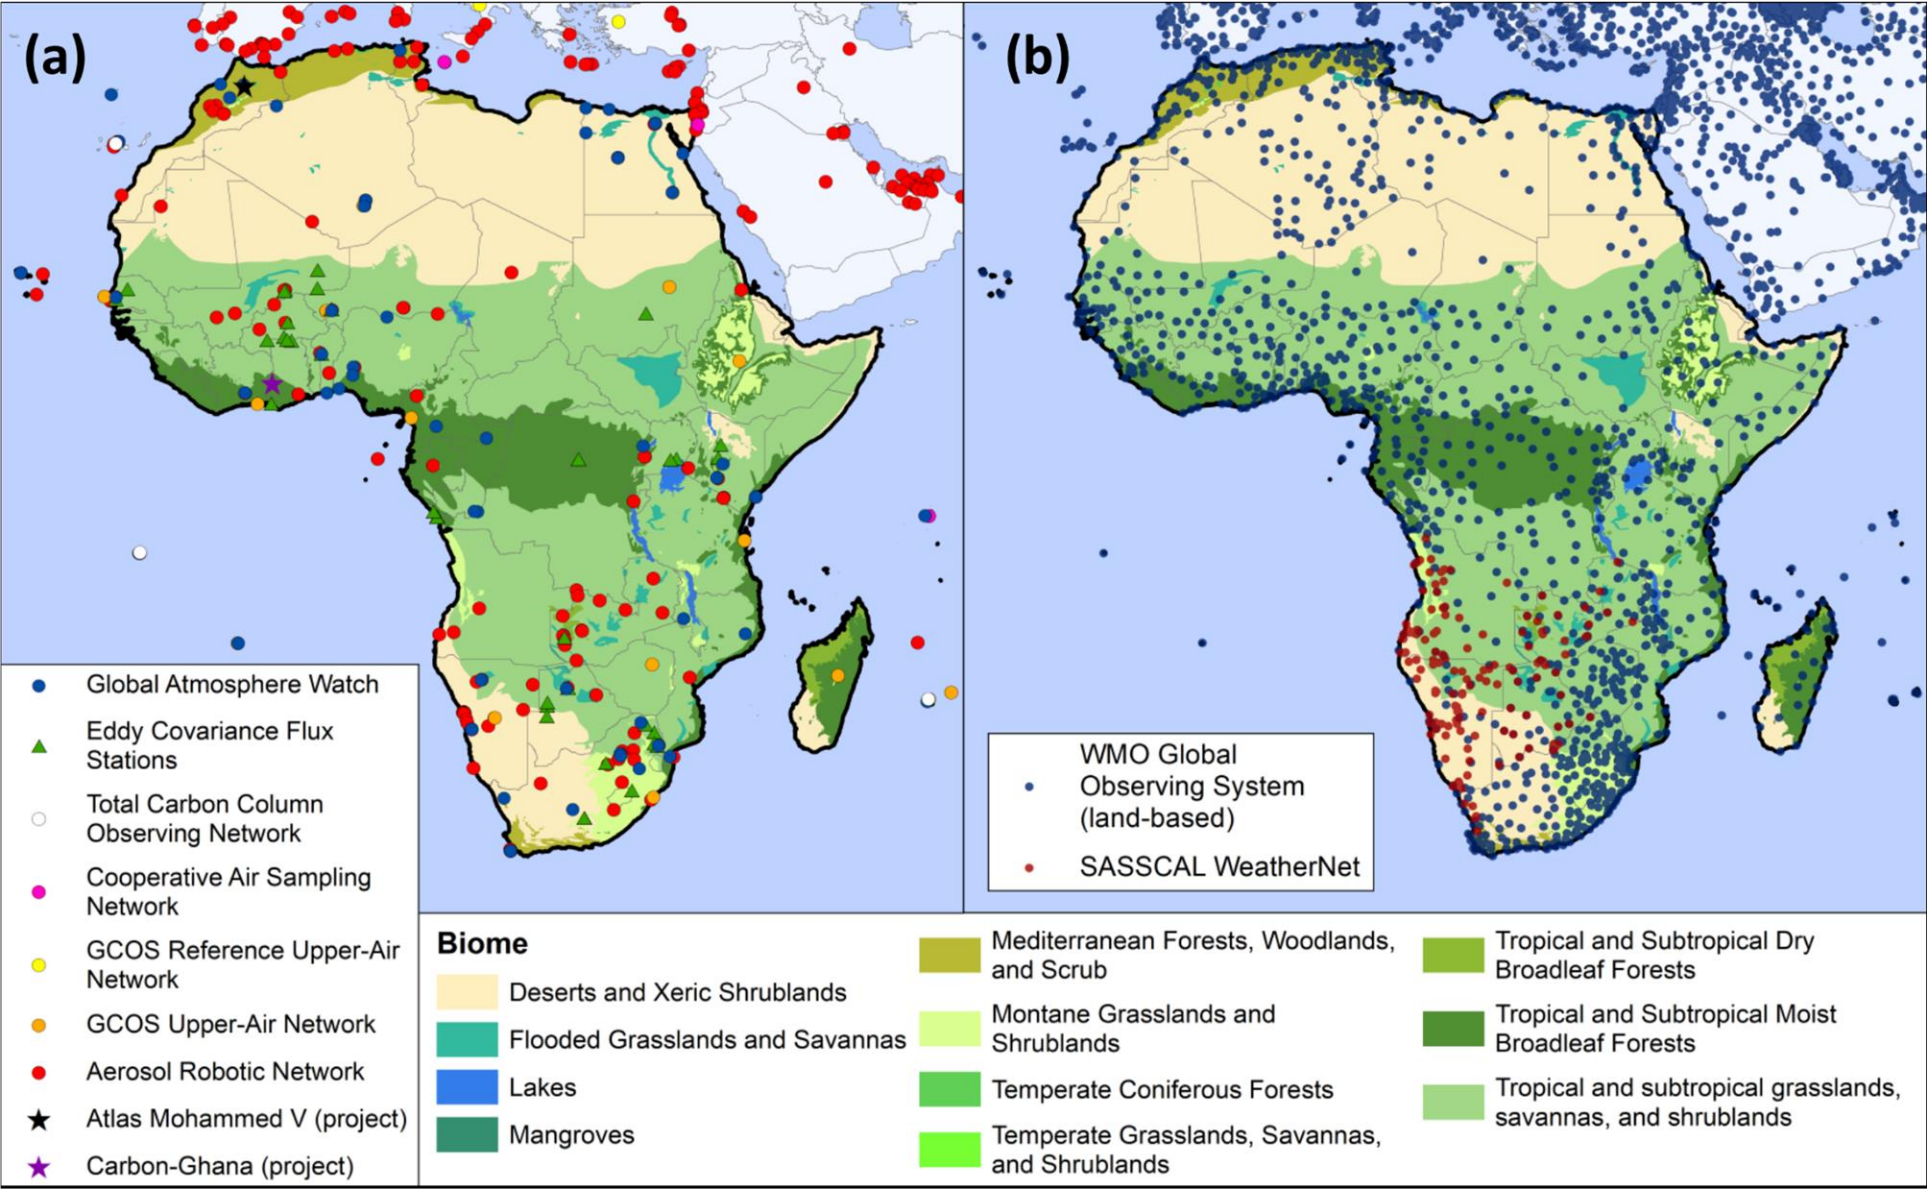 (a)
(b)
Global Atmosphere Watch
Eddy Covariance Flux
Stations
Total Carbon Column
Observing Network
Cooperative Air Sampling
Network
GCOS Reference Upper-Air
Network
GCOS Upper-Air Network
Aerosol Robotic Network
Atlas Mohammed V (project)
Carbon-Ghana (project)
WMO Global
Observing System
(land-based)
SASSCAL WeatherNet
Biome
Deserts and Xeric Shrublands
Flooded Grasslands and Savannas
Lakes
Mangroves
Mediterranean Forests, Woodlands,
and Scrub
Montane Grasslands and
Shrublands
Temperate Coniferous Forests
Temperate Grasslands, Savannas,
and Shrublands
Tropical and Subtropical Dry
Broadleaf Forests
Tropical and Subtropical Moist
Broadleaf Forests
Tropical and subtropical grasslands,
savannas, and shrublands